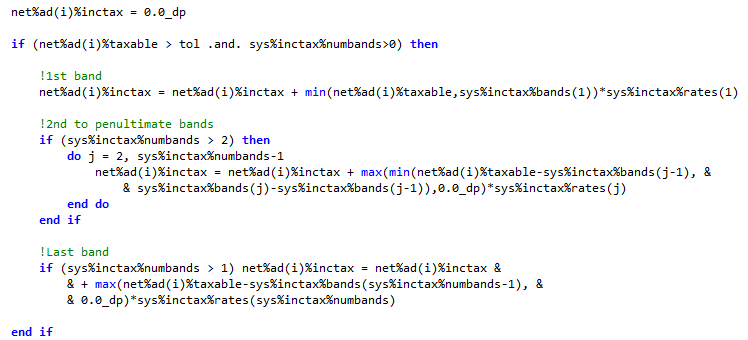 net%ad(i)%inctax = 0.0_dp
if (net%ad(i)%taxable > tol .and. sys%inctax%numbands>0) then
!1st band
net%ad(i)%inctax = net%ad(i)%inctax + min(net%ad(i)%taxable,sys%inctax%bands(1))*sys%inctax%rates(1)
!2nd to penultimate bands
if (sys%inctax%numbands > 2) then
do j = 2, sys%inctax%numbands-1
net%ad(i)%inctax = net%ad(i)%inctax + max(min(net%ad(i)%taxable-sys%inctax%bands(j-1), &
& sys%inctax%bands(j)-sys%inctax%bands(j-1)),0.0_dp)*sys%inctax%rates(j)
end do
end if
!Last band
if (sys%inctax%numbands > 1) net%ad(i)%inctax = net%ad(i)%inctax &
& + max(net%ad(i)%taxable-sys%inctax%bands(sys%inctax%numbands-1), &
& 0.0_dp)*sys%inctax%rates(sys%inctax%numbands)
end if